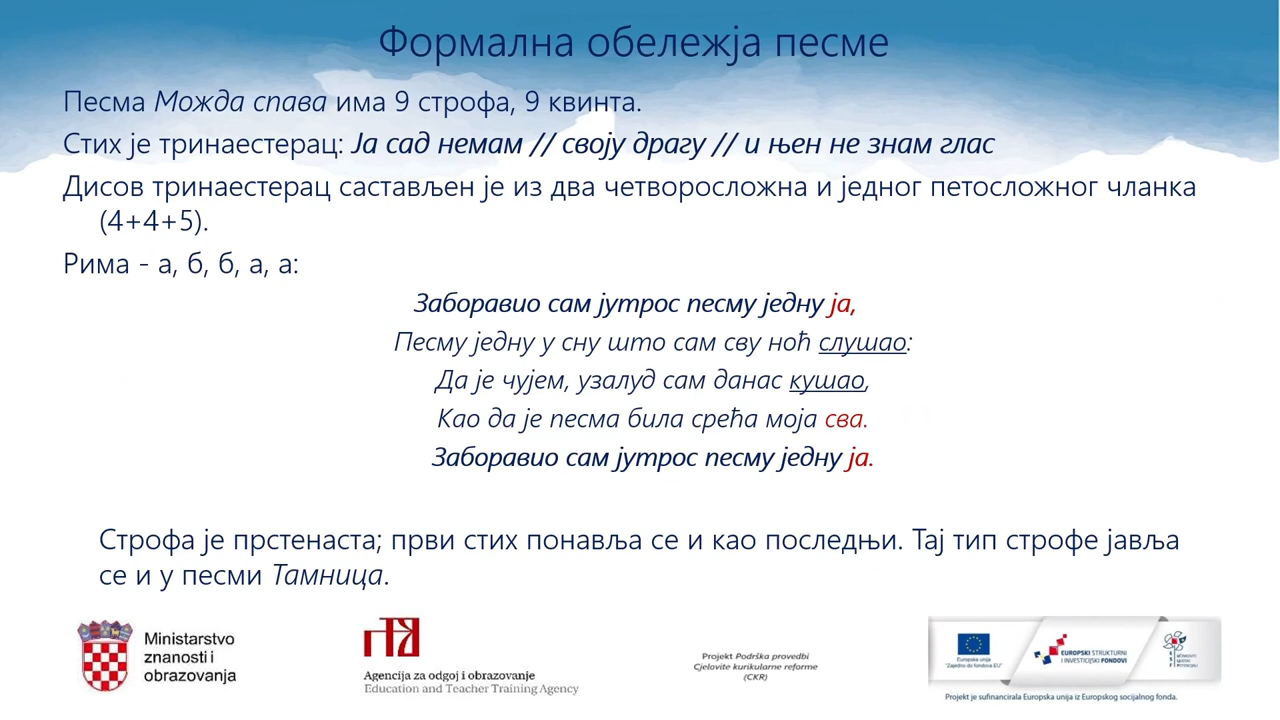 Формална обележја песме
Песма Можда спава има 9 строфа, 9 квинта.
Стих је тринаестерац: Ја сад немам // своју драгу // и њен не знам глас
Дисов тринаестерац састављен је из два четворосложна и једног петосложног чланка
(4+4+5).
Рима - а, б, б, а, а:
Заборавио сам јутрос песму једну ја,
Песму једну у сну што сам сву ноћ слушао:
Да је чујем, узалуд сам данас кушао,
Као да је песма била срећа моја сва.
Заборавио сам јутрос песму једну ја.
Строфа је прстенаста; први стих понавља се и као последњи. Тај тип строфе јавља
се и у песми Тамница.
Ministarstvo
znanosti i
obrazovanja
Agencija za odgoj i obrazovanje
Education and Teacher Training Agency
Projekt Podrška provedbi
Cjelovite kurikularne reforme
(CKR)
Europska unija
"Zajedno do fondova EU"
EUROPSKI STRUKTURNI
I INVESTICIJSKI FONDOVI
Projekt je sufinancirala Europska unija iz Europskog socijalnog fonda.